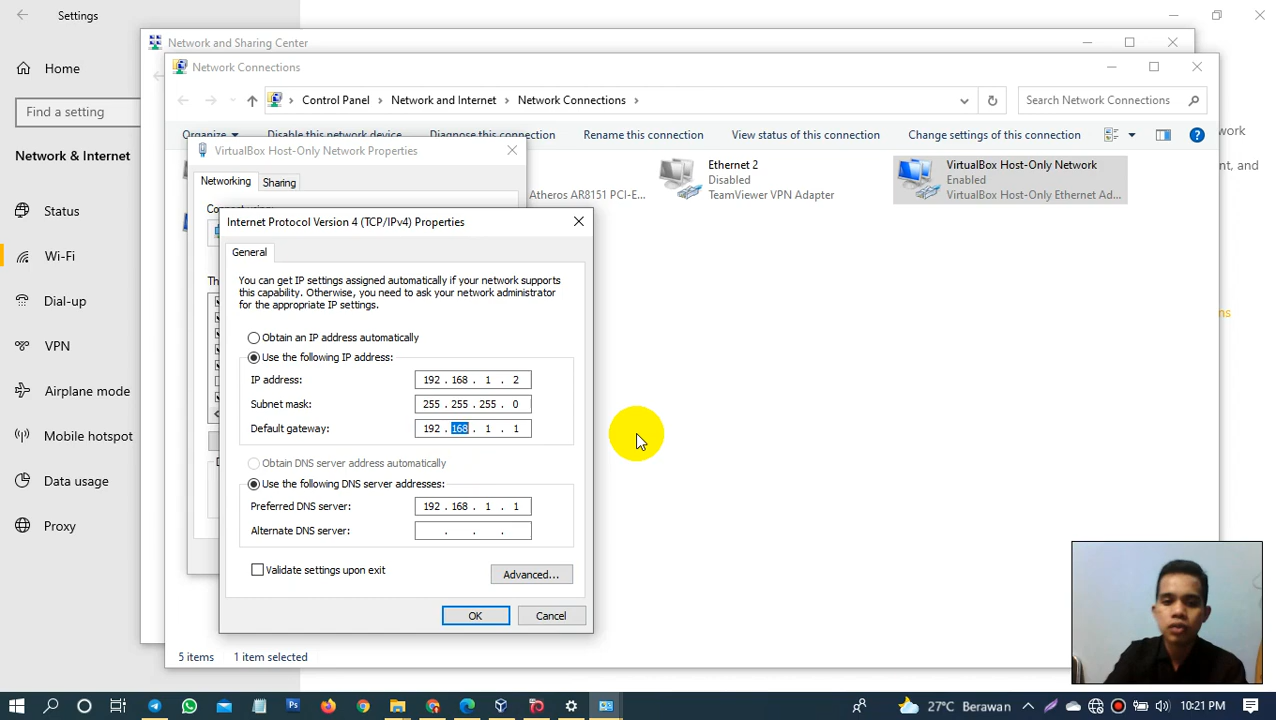 Settings
Network and Sharing Center
Network Connections
Home
Control Panel
Network and Internet
Network Connections
Search Network Connections
Find a setting
Organize
Disable this network device
Diagnose this connection
Rename this connection
View status of this connection
Change settings of this connection
VirtualBox Host-Only Network Properties
Network & Internet
Ethernet 2
Disabled
TeamViewer VPN Adapter
VirtualBox Host-Only Network
Enabled
VirtualBox Host-Only Ethernet Ad...
Atheros AR8151 PCI-E...
Networking
Sharing
Status
Internet Protocol Version 4 (TCP/IPv4) Properties
General
Wi-Fi
You can get IP settings assigned automatically if your network supports
this capability. Otherwise, you need to ask your network administrator
for the appropriate IP settings.
Dial-up
Obtain an IP address automatically
VPN
Use the following IP address:
IP address: 192 . 168 . 1 . 2
Airplane mode
Subnet mask: 255 . 255 . 255 . 0
Default gateway: 192 . 168 . 1 . 1
Mobile hotspot
Obtain DNS server address automatically
Data usage
Use the following DNS server addresses:
Preferred DNS server: 192 . 168 . 1 . 1
Proxy
Alternate DNS server: . . .
Validate settings upon exit
Advanced...
OK
Cancel
5 items
1 item selected
27°C Berawan
10:21 PM